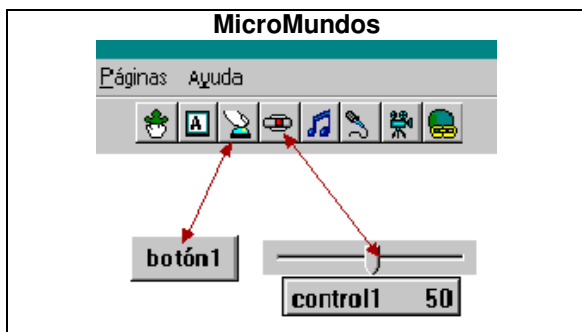 MicroMundos
Páginas Ayuda
A
botón1
control1 50